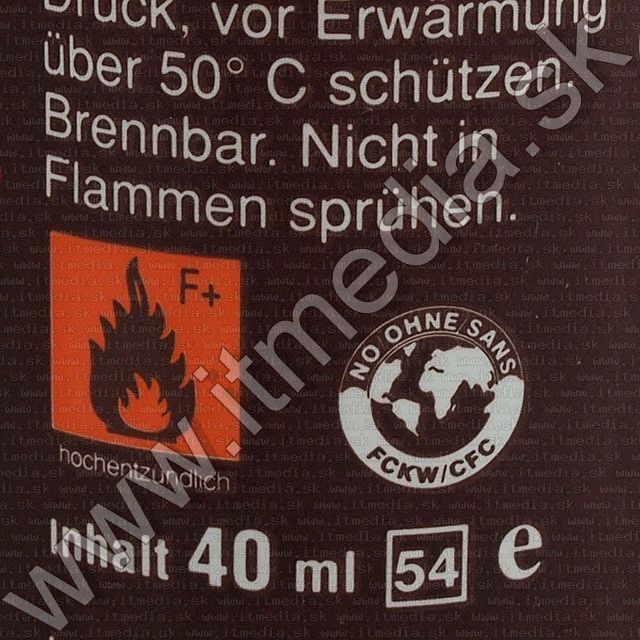 Druck, vor Erwärmung
über 50° C schützen.
Brennbar. Nicht in
Flammen sprühen.
F+
hochentzündlich
NO OHNE SANS
FCKW/CFC
Inhalt 40 ml 54 e
www.itmedia.sk